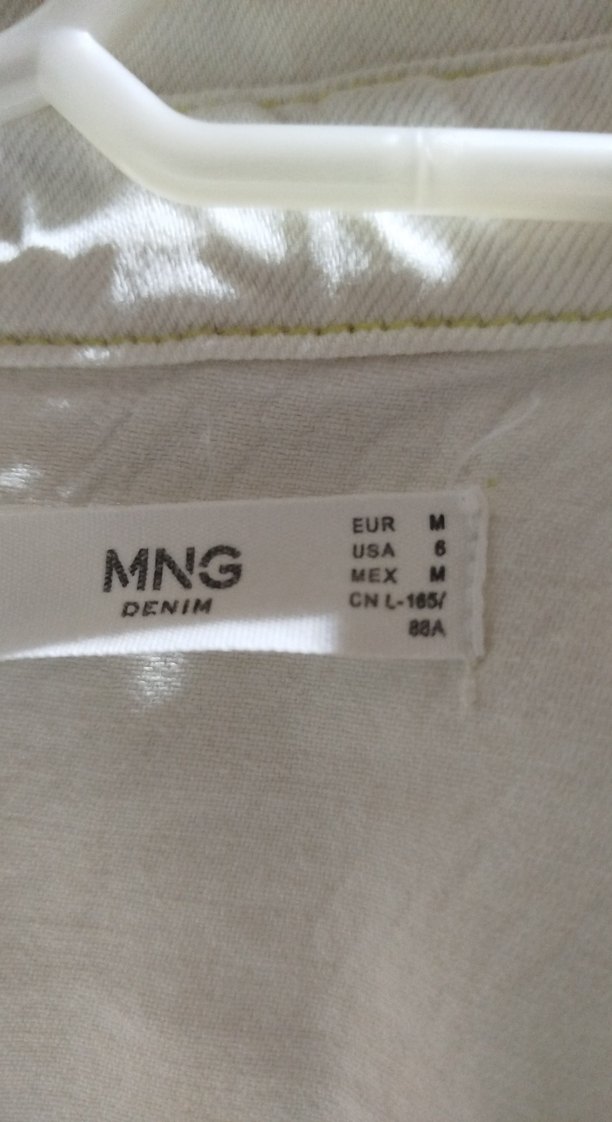 MNG
DENIM
EUR M
USA 6
MEX M
CN L-165/
88A